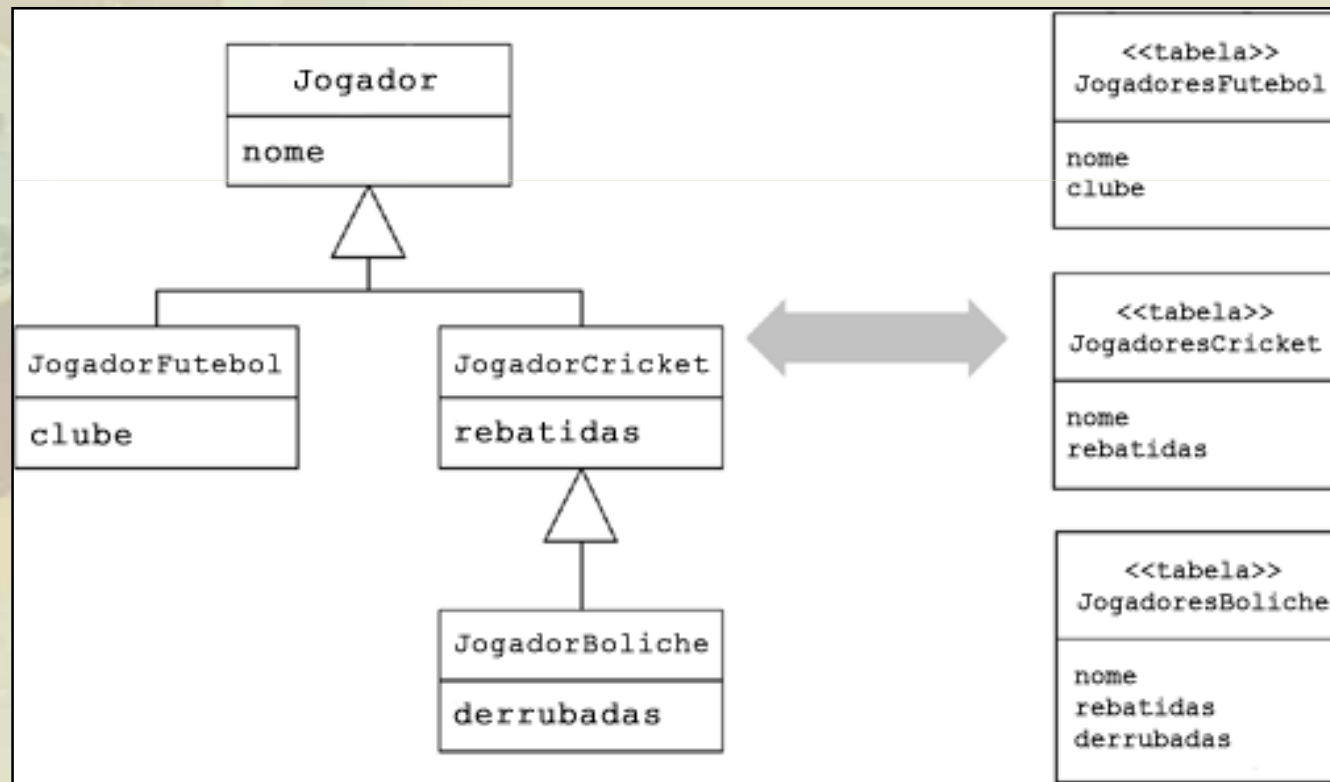 Jogador
nome
JogadorFutebol
clube
JogadorCricket
rebatidas
JogadorBoliche
derrubadas
<<tabela>>
JogadoresFutebol
nome
clube
<<tabela>>
JogadoresCricket
nome
rebatidas
<<tabela>>
JogadoresBoliche
nome
rebatidas
derrubadas